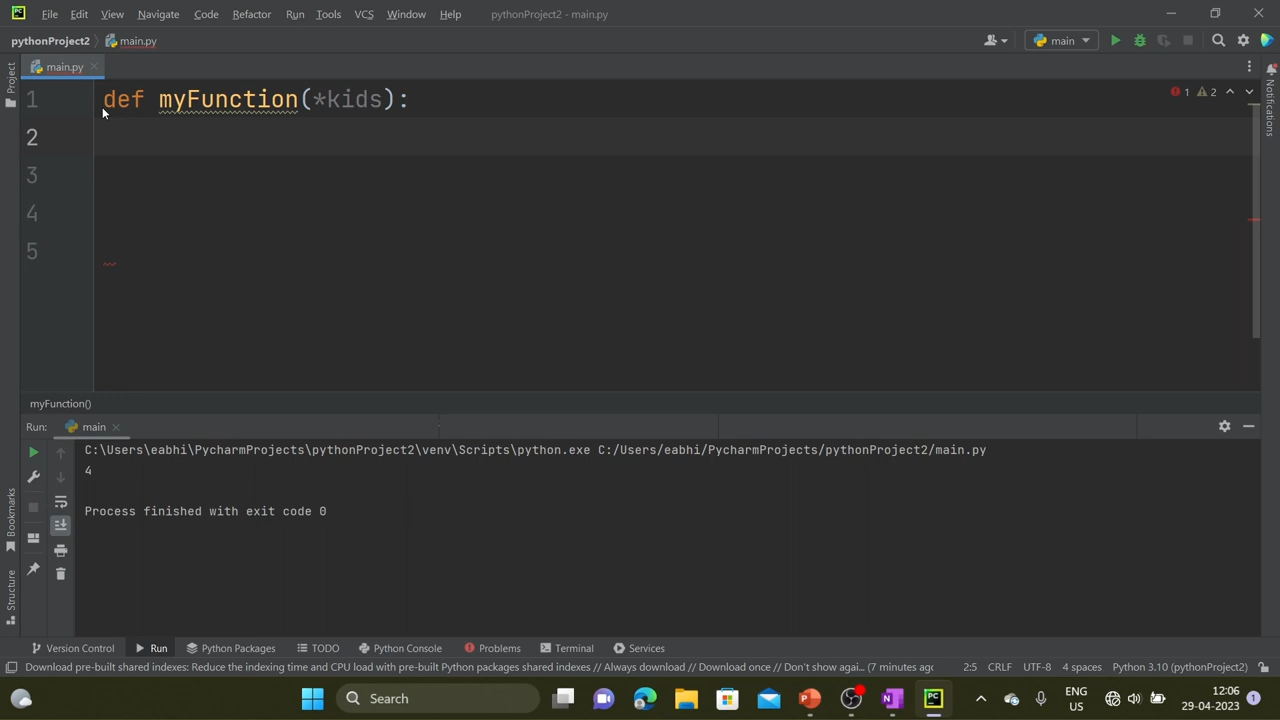 File Edit View Navigate Code Refactor Run Tools VCS Window Help pythonProject2 - main.py
pythonProject2 main.py main
main.py
Project
Notifications
1 def myFunction(*kids): 1 2
2
3
4
5
myFunction()
Run: main
C:\Users\eabhi\PycharmProjects\pythonProject2\venv\Scripts\python.exe C:/Users/eabhi/PycharmProjects/pythonProject2/main.py
4
Process finished with exit code 0
Bookmarks
Structure
Version Control Run Python Packages TODO Python Console Problems Terminal Services
Download pre-built shared indexes: Reduce the indexing time and CPU load with pre-built Python packages shared indexes // Always download // Download once // Don't show agai... (7 minutes ago 2:5 CRLF UTF-8 4 spaces Python 3.10 (pythonProject2)
Search ENG US 12:06 29-04-2023 1